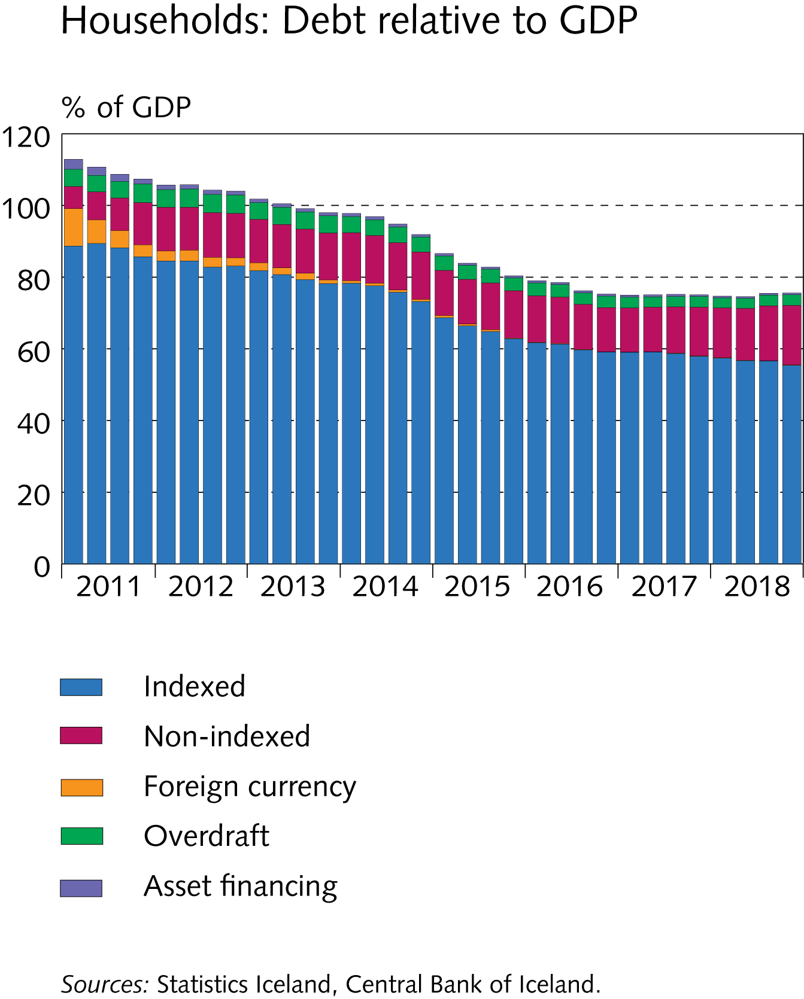 Households: Debt relative to GDP
% of GDP
120
100
80
60
40
20
0
2011 2012 2013 2014 2015 2016 2017 2018
Indexed
Non-indexed
Foreign currency
Overdraft
Asset financing
Sources: Statistics Iceland, Central Bank of Iceland.